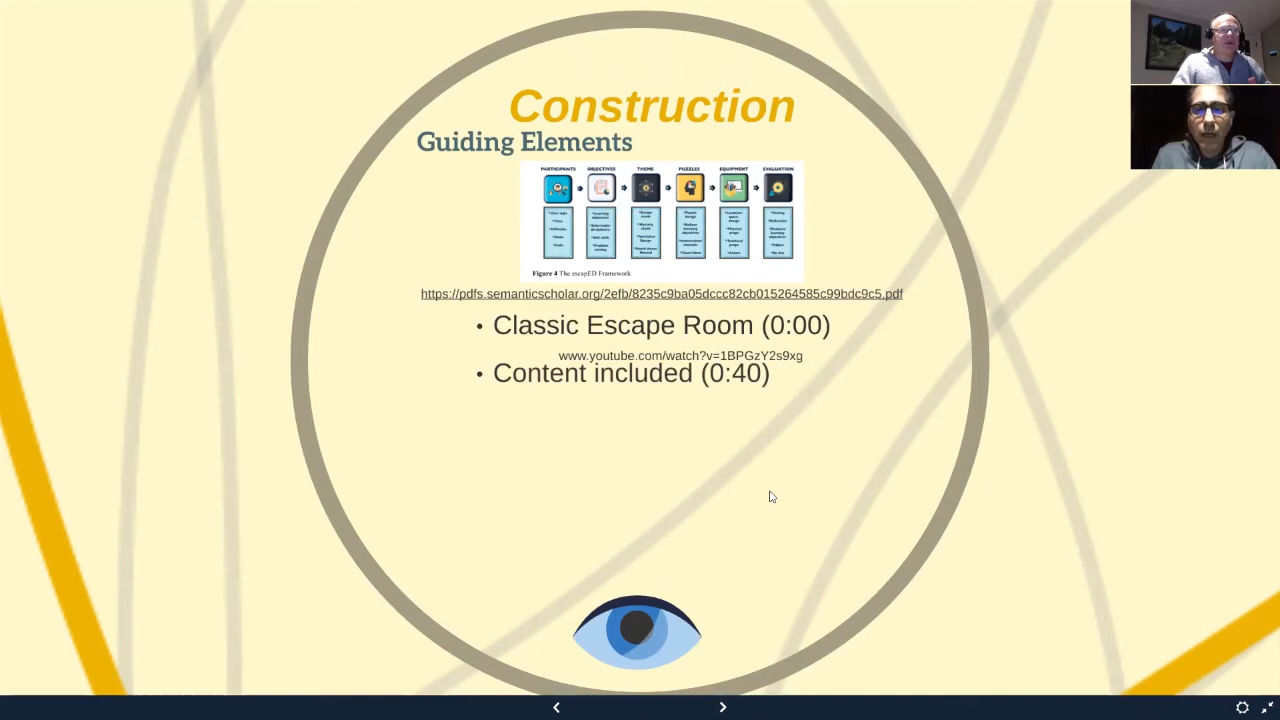 Construction
Guiding Elements
PARTICIPANTS OBJECTIVES THEME PUZZLES EQUIPMENT EVALUATION
Figure 4 The escapED Framework
https://pdfs.semanticscholar.org/2efb/8235c9ba05dccc82cb015264585c99bdc9c5.pdf
• Classic Escape Room (0:00)
www.youtube.com/watch?v=1BPGzY2s9xg
• Content included (0:40)